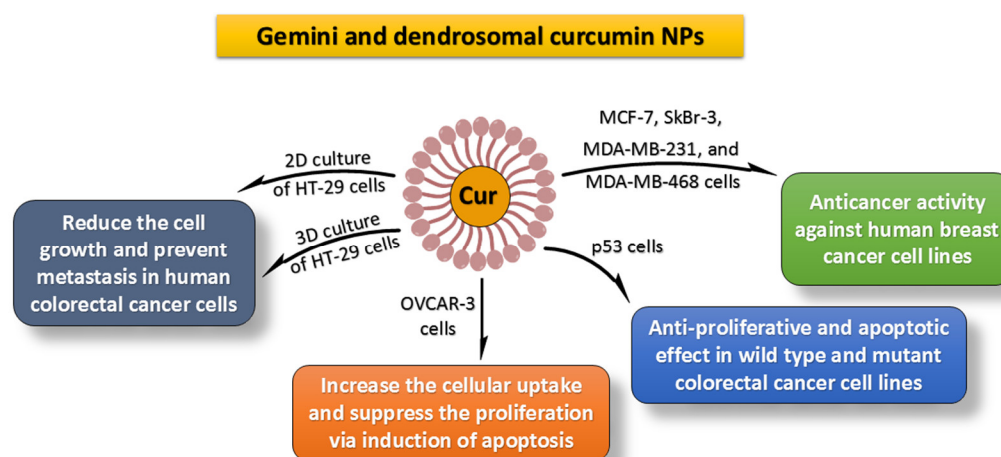 Gemini and dendrosomal curcumin NPs
2D culture
of HT-29 cells
3D culture
of HT-29 cells
Reduce the cell
growth and prevent
metastasis in human
colorectal cancer cells
Cur
MCF-7, SkBr-3,
MDA-MB-231, and
MDA-MB-468 cells
Anticancer activity
against human breast
cancer cell lines
p53 cells
Anti-proliferative and apoptotic
effect in wild type and mutant
colorectal cancer cell lines
OVCAR-3
cells
Increase the cellular uptake
and suppress the proliferation
via induction of apoptosis